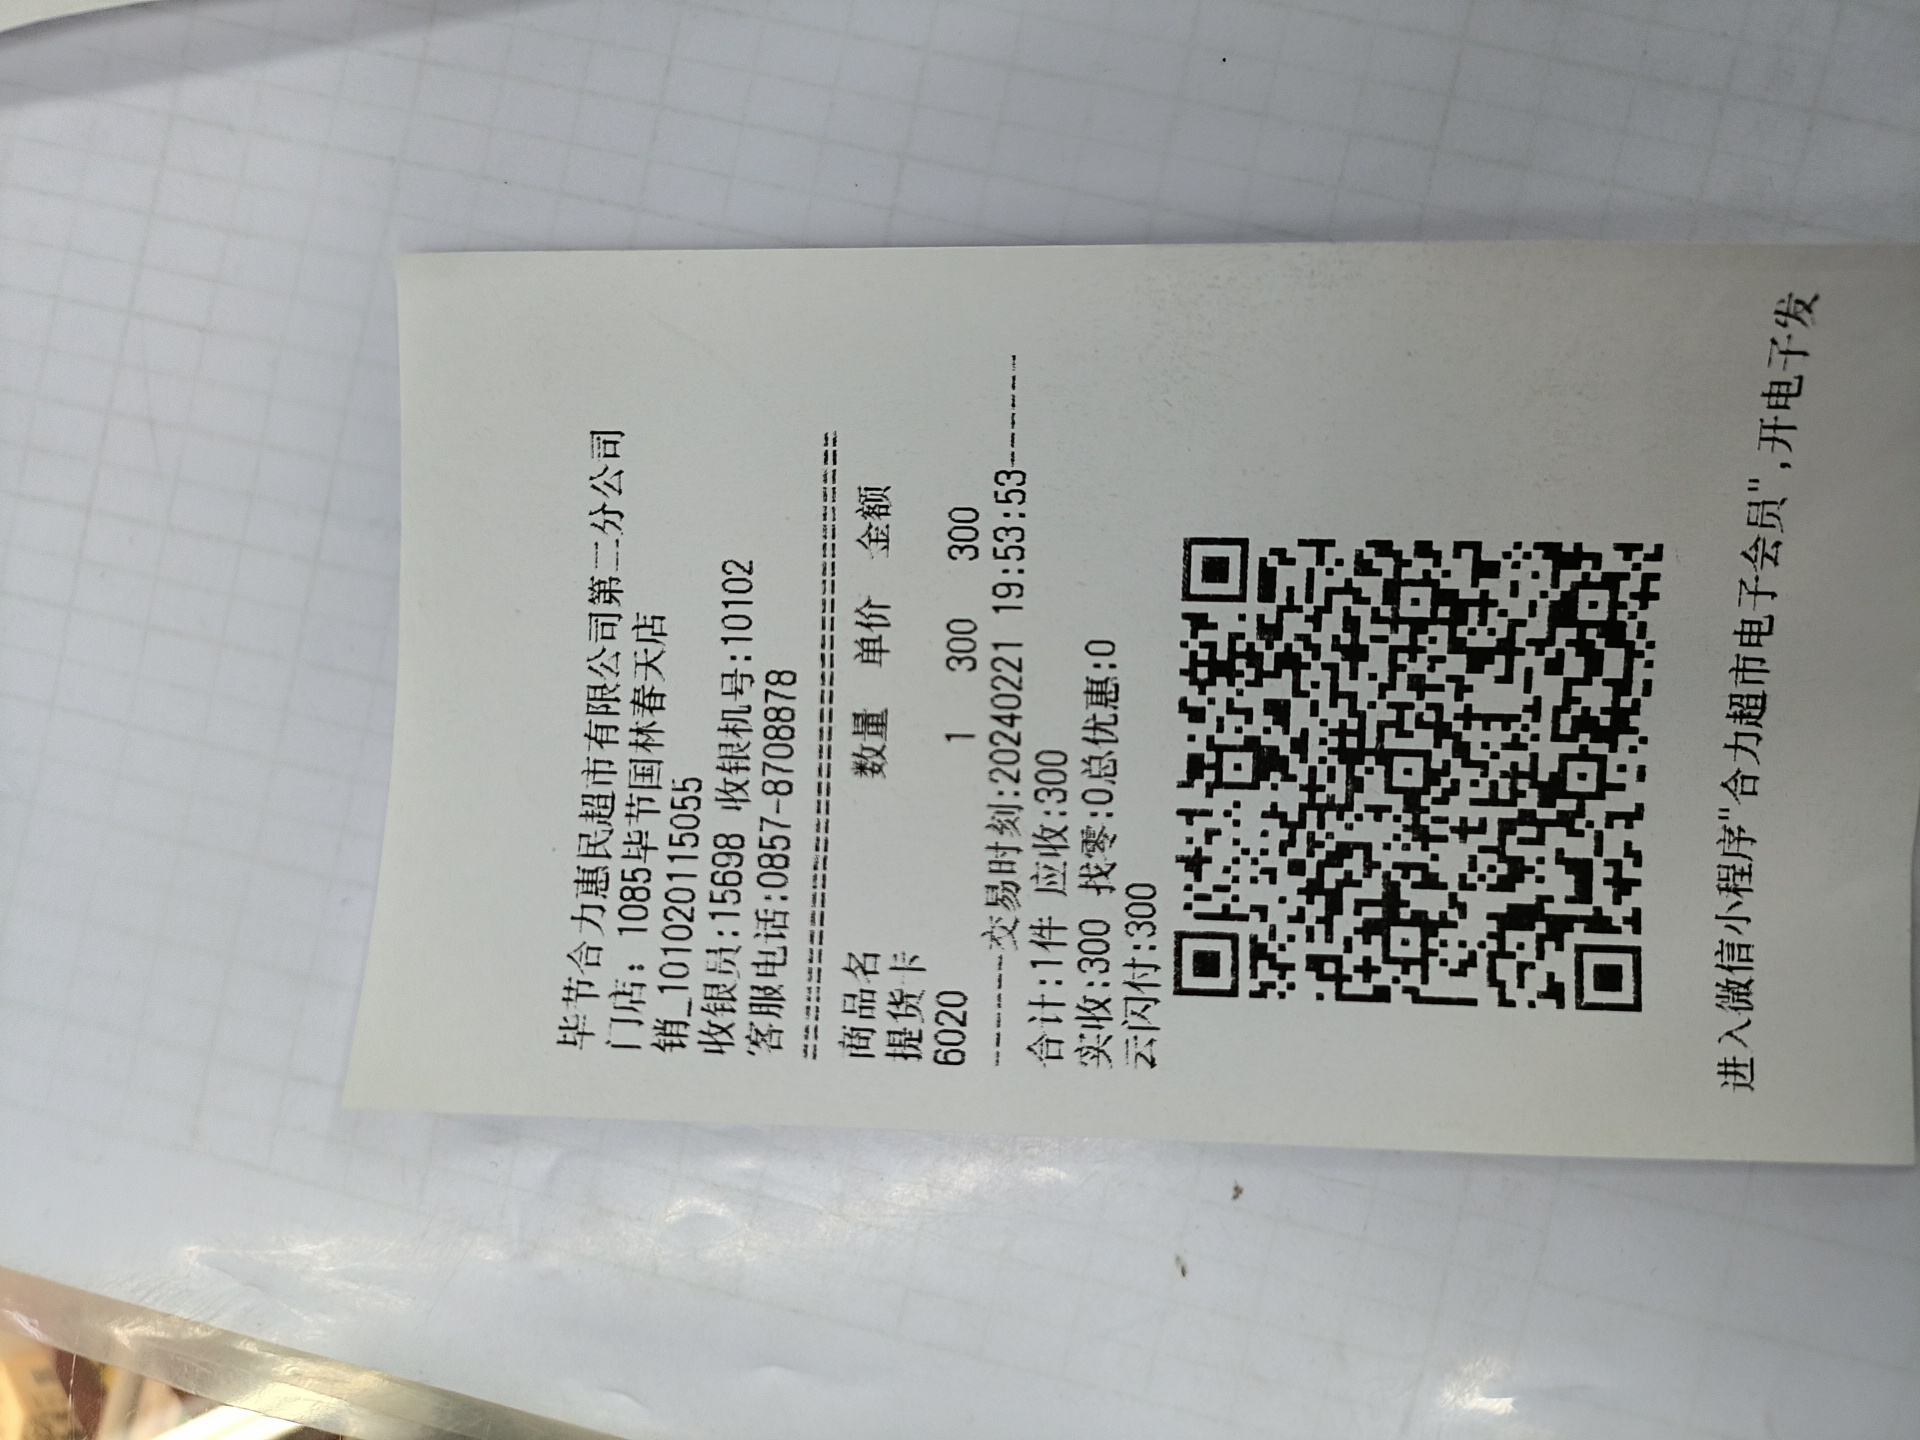 毕节合力惠民超市有限公司第二分公司
门店: 1085毕节国林春天店
销_1010201115055
收银员:15698 收银机号:10102
客服电话:0857-8708878
商品名 数量 单价 金额
提货卡
6020 1 300 300
------交易时刻:20240221 19:53:53------
合计:1件 应收:300
实收:300 找零:0总优惠:0
云闪付:300
进入微信小程序"合力超市电子会员",开电子发